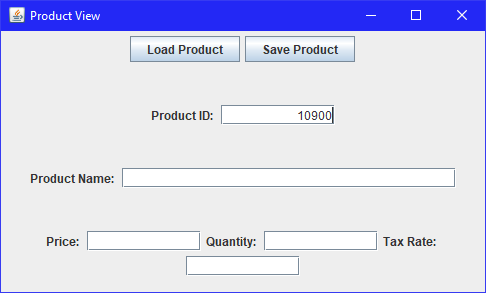 Product View
Load Product Save Product
Product ID: 10900
Product Name:
Price: Quantity: Tax Rate: